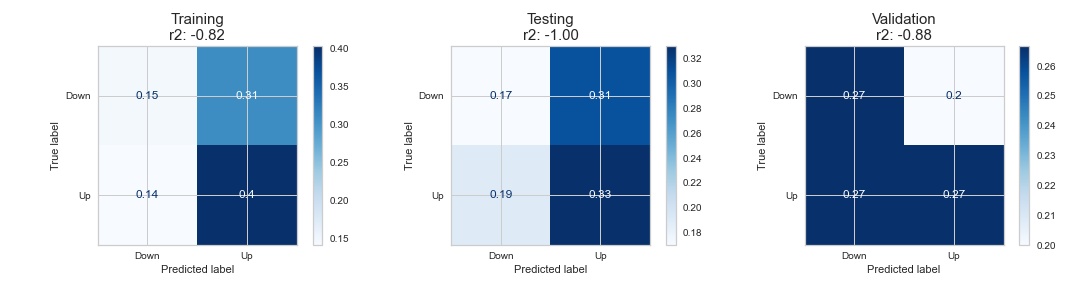 Training
r2: -0.82
0.40
0.35
0.30
0.25
0.20
0.15
Down
Up
True label
0.15
0.31
0.14
0.4
Down
Up
Predicted label
Testing
r2: -1.00
0.32
0.30
0.28
0.26
0.24
0.22
0.20
0.18
Down
Up
True label
0.17
0.31
0.19
0.33
Down
Up
Predicted label
Validation
r2: -0.88
0.26
0.25
0.24
0.23
0.22
0.21
0.20
Down
Up
True label
0.27
0.2
0.27
0.27
Down
Up
Predicted label